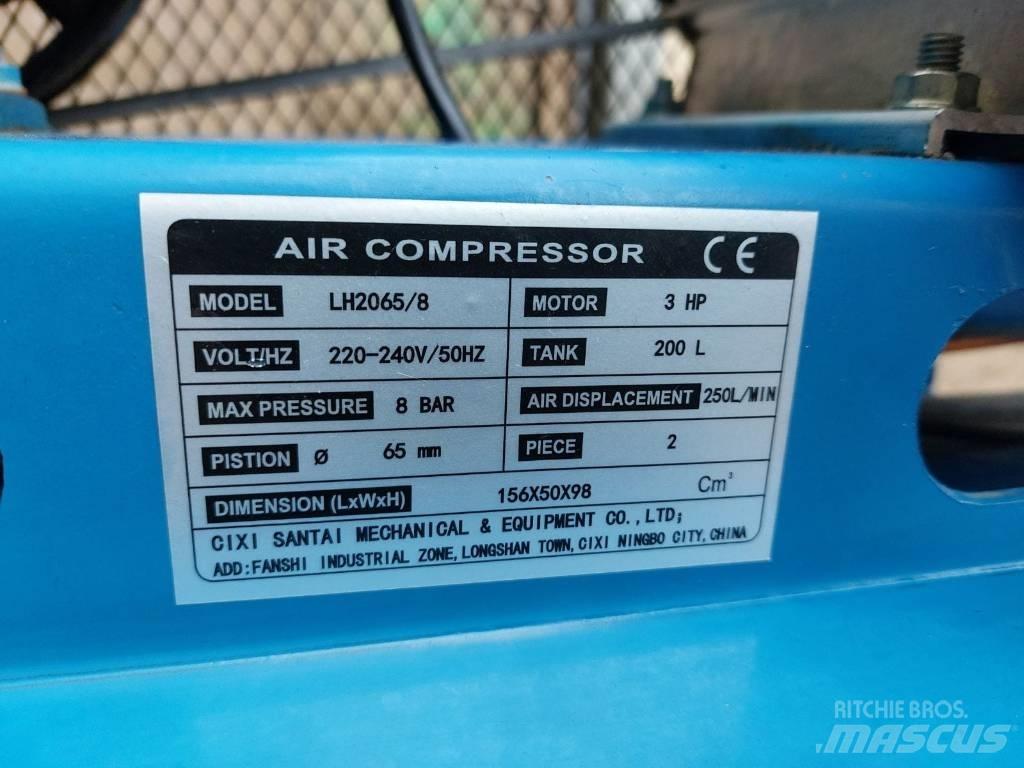 AIR COMPRESSOR CE
MODEL LH2065/8 MOTOR 3 HP
VOLT/HZ 220-240V/50HZ TANK 200 L
MAX PRESSURE 8 BAR AIR DISPLACEMENT 250L/MIN
PISTION Ø 65 mm PIECE 2
DIMENSION (LxWxH) 156X50X98 Cm³
CIXI SANTAI MECHANICAL & EQUIPMENT CO.,LTD;
ADD:FANSHI INDUSTRIAL ZONE,LONGSHAN TOWN,CIXI NINGBO CITY,CHINA
RITCHIE BROS.
MASCUS